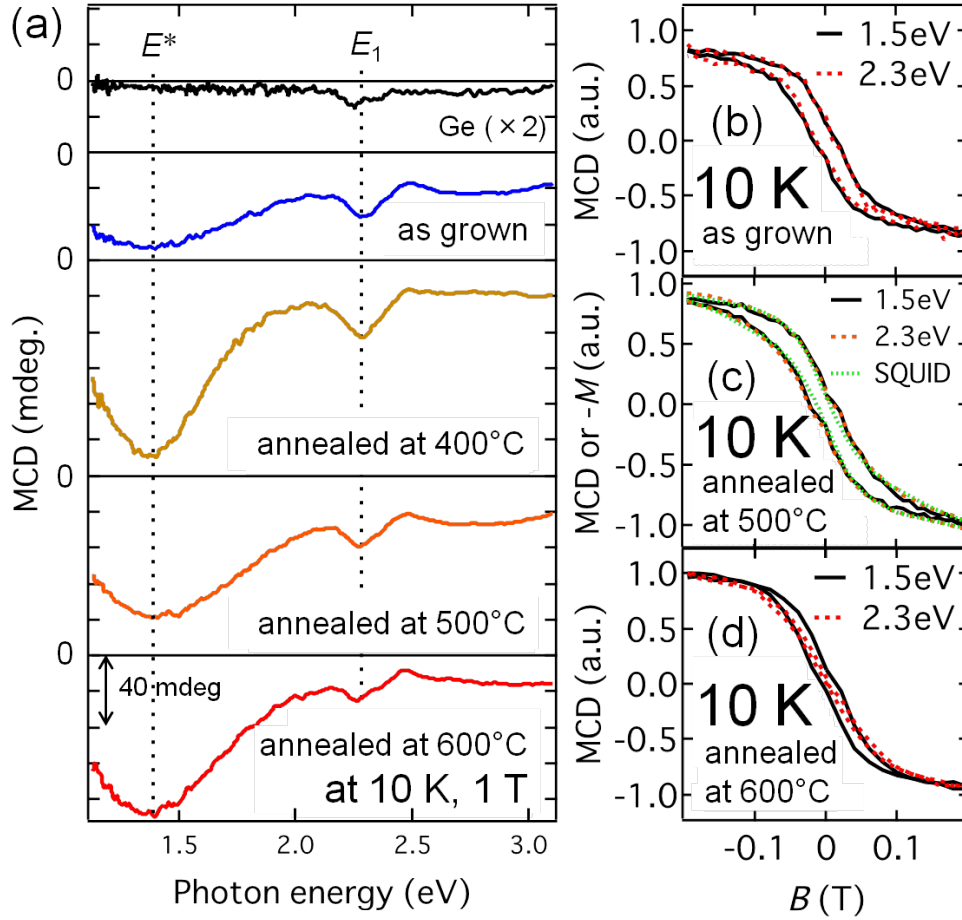 (a)
E*
E1
0
Ge (×2)
0
as grown
0
annealed at 400°C
0
annealed at 500°C
0
40 mdeg
annealed at 600°C
at 10 K, 1 T
MCD (mdeg.)
1.5
2.0
2.5
3.0
Photon energy (eV)
1.0
0.5
0.0
-0.5
-1.0
MCD (a.u.)
1.5eV
2.3eV
(b)
10 K
as grown
1.0
0.5
0.0
-0.5
-1.0
MCD or -M (a.u.)
1.5eV
2.3eV
SQUID
(c)
10 K
annealed
at 500°C
1.0
0.5
0.0
-0.5
-1.0
MCD (a.u.)
1.5eV
2.3eV
(d)
10 K
annealed
at 600°C
-0.1
0
0.1
B (T)